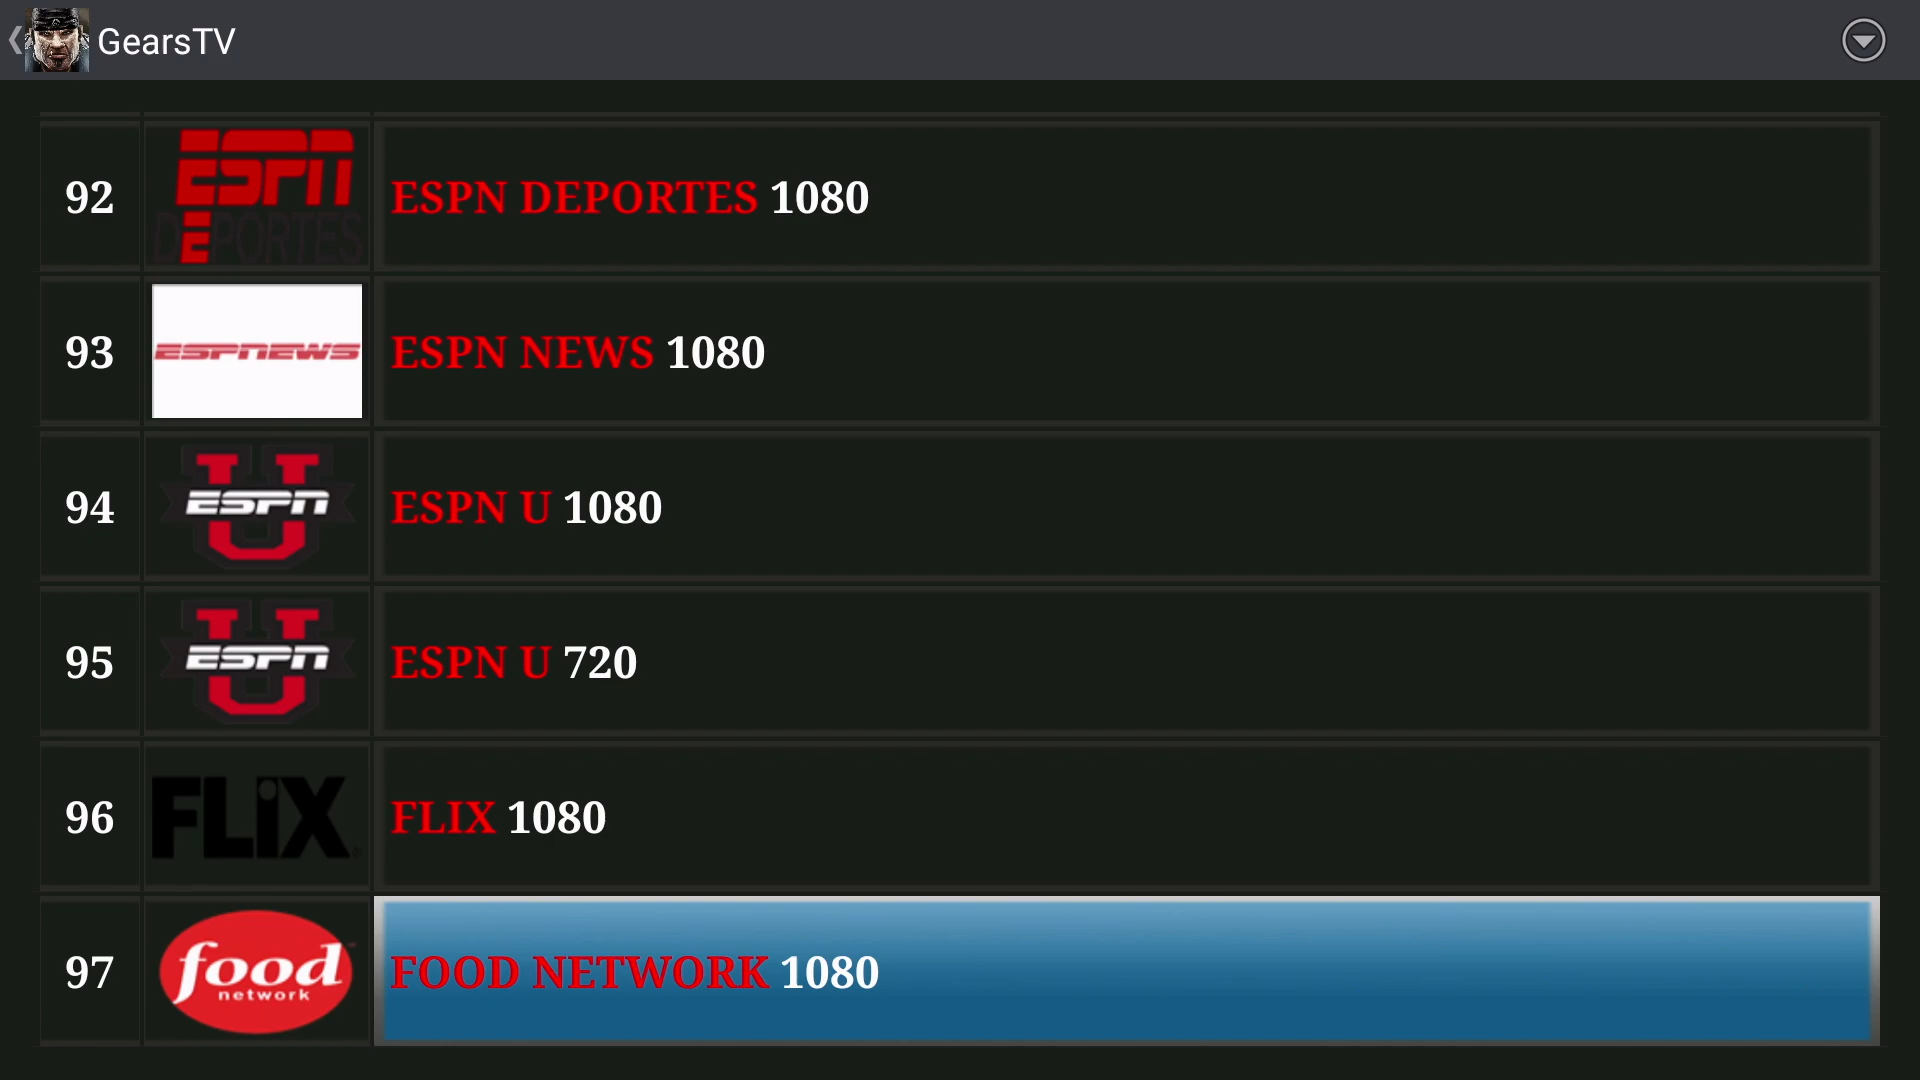 GearsTV
92
ESPN
DEPORTES
ESPN DEPORTES 1080
93
ESPNEWS
ESPN NEWS 1080
94
U
ESPN
ESPN U 1080
95
U
ESPN
ESPN U 720
96
FLiX
FLIX 1080
97
food
network
FOOD NETWORK 1080